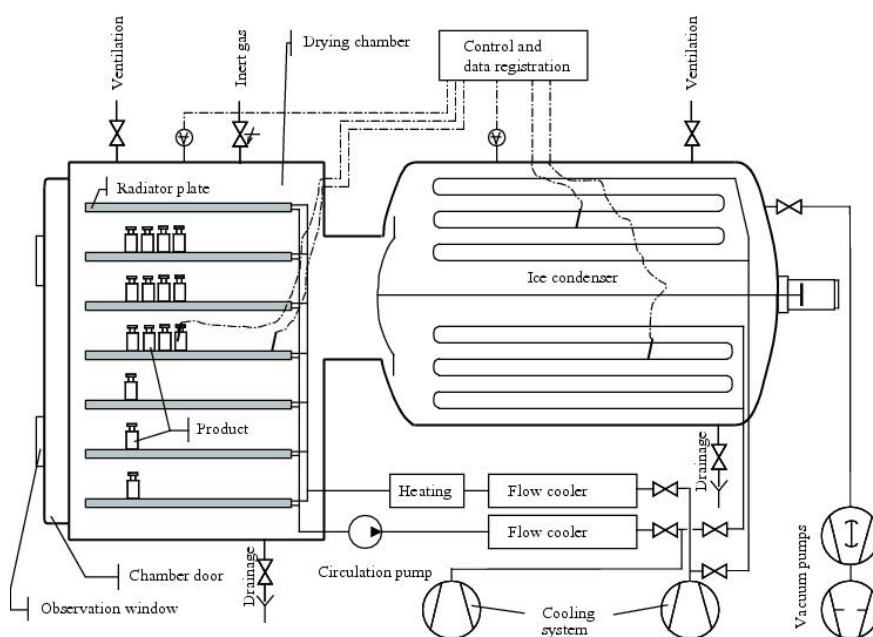 Ventilation
Inert gas
Drying chamber
Control and
data registration
Ventilation
Radiator plate
Ice condenser
Product
Heating
Flow cooler
Flow cooler
Drainage
Circulation pump
Chamber door
Observation window
Drainage
Cooling
system
Vacuum pumps